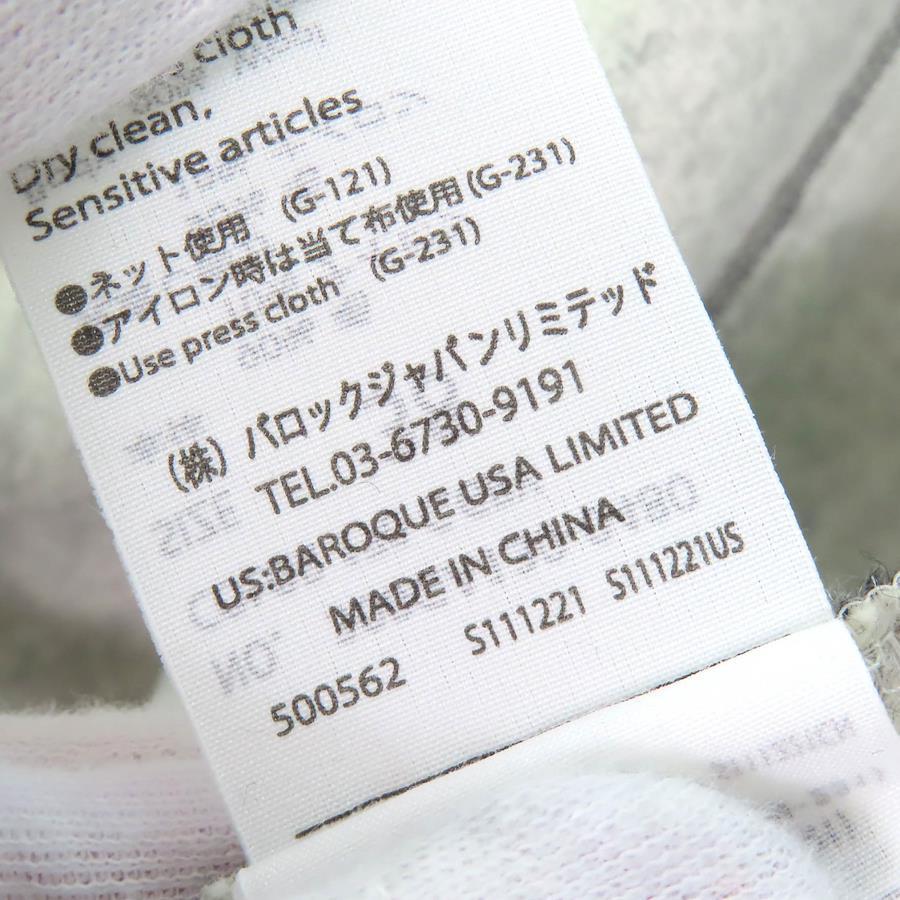 cloth
Dry clean,
Sensitive articles
●ネット使用 (G-121)
●アイロン時は当て布使用(G-231)
●Use press cloth (G-231)
(株)バロックジャパンリミテッド
TEL.03-6730-9191
US:BAROQUE USA LIMITED
MADE IN CHINA
500562 S111221 S111221US